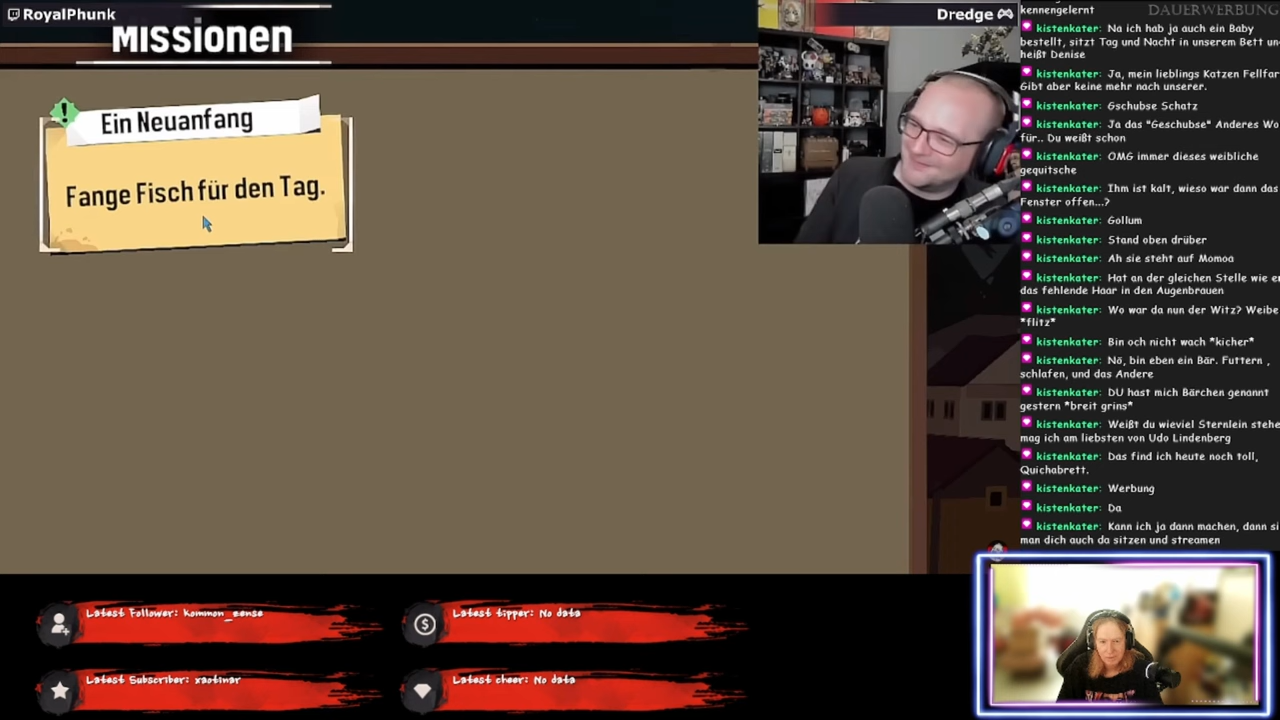 RoyalPhunk
Missionen
Ein Neuanfang
Fange Fisch für den Tag.
Dredge
DAUERWERBUNG
kennengelernt
kistenkater: Na ich hab ja auch ein Baby
bestellt, sitzt Tag und Nacht in unserem Bett
heißt Denise
kistenkater: Ja, mein lieblings Katzen
Gibt aber keine mehr nach unserer.
kistenkater: Gschubse Schatz
kistenkater: Ja das "Geschubse" Anderes
für.. Du weißt schon
kistenkater: OMG immer dieses weibliche
gequitsche
kistenkater: Ihm ist kalt, wieso war dann das
Fenster offen...?
kistenkater: Gollum
kistenkater: Stand oben drüber
kistenkater: Ah sie steht auf Momoa
kistenkater: Hat an der gleichen Stelle wie
das fehlende Haar in den Augenbrauen
kistenkater: Wo war da nun der Witz? Weibe
*flitz*
kistenkater: Bin och nicht wach *kicher*
kistenkater: Nö, bin eben ein Bär. Futtern ,
schlafen, und das Andere
kistenkater: DU hast mich Bärchen genannt
gestern *breit grins*
kistenkater: Weißt du wieviel Sternlein stehe
mag ich am liebsten von Udo Lindenberg
kistenkater: Das find ich heute noch toll,
Quichabrett.
kistenkater: Werbung
kistenkater: Da
kistenkater: Kann ich ja dann machen, dann
man dich auch da sitzen und streamen
Latest Follower: Kommon_zense
Latest tipper: No data
Latest Subscriber: xaotinar
Latest cheer: No data